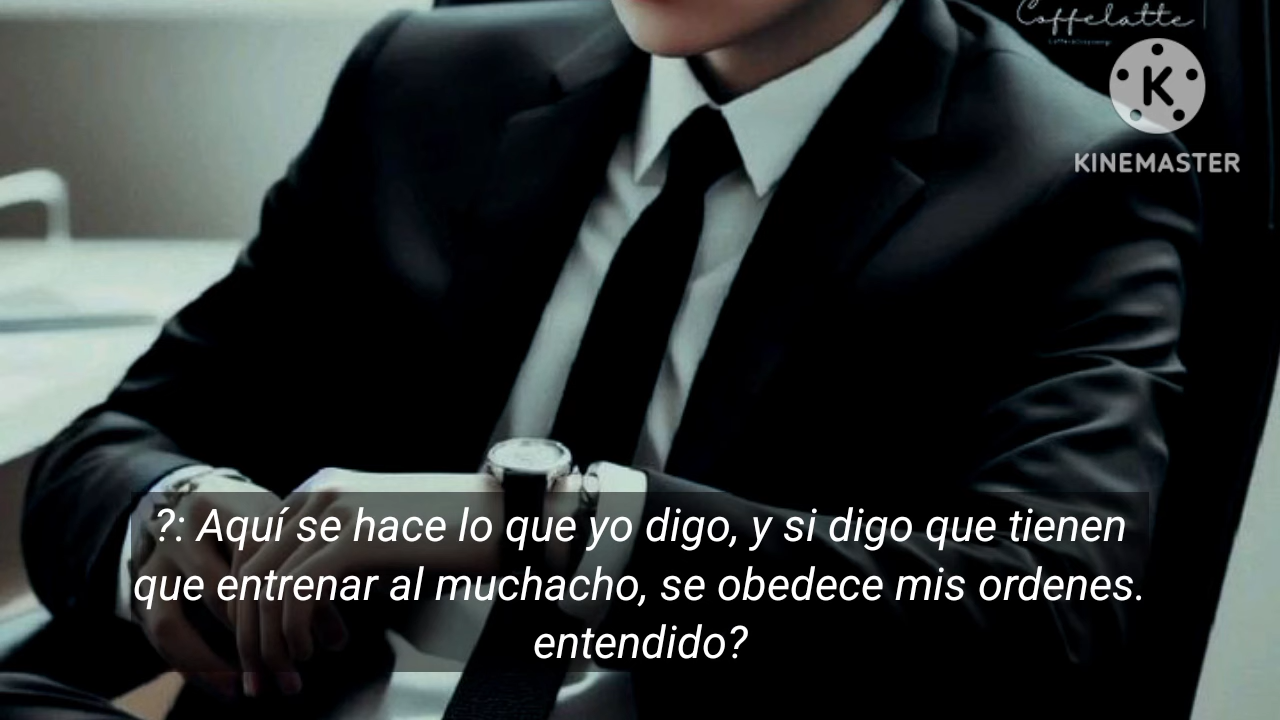 Coffelatte
K
KINEMASTER
?: Aquí se hace lo que yo digo, y si digo que tienen
que entrenar al muchacho, se obedece mis ordenes.
entendido?